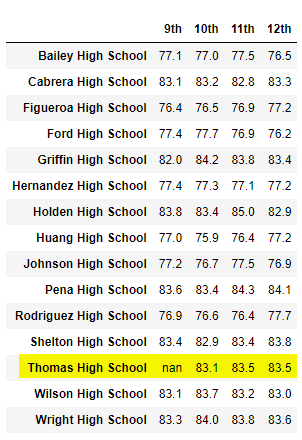 9th 10th 11th 12th
Bailey High School 77.1 77.0 77.5 76.5
Cabrera High School 83.1 83.2 82.8 83.3
Figueroa High School 76.4 76.5 76.9 77.2
Ford High School 77.4 77.7 76.9 76.2
Griffin High School 82.0 84.2 83.8 83.4
Hernandez High School 77.4 77.3 77.1 77.2
Holden High School 83.8 83.4 85.0 82.9
Huang High School 77.0 75.9 76.4 77.2
Johnson High School 77.2 76.7 77.5 76.9
Pena High School 83.6 83.4 84.3 84.1
Rodriguez High School 76.9 76.6 76.4 77.7
Shelton High School 83.4 82.9 83.4 83.8
Thomas High School nan 83.1 83.5 83.5
Wilson High School 83.1 83.7 83.2 83.0
Wright High School 83.3 84.0 83.8 83.6